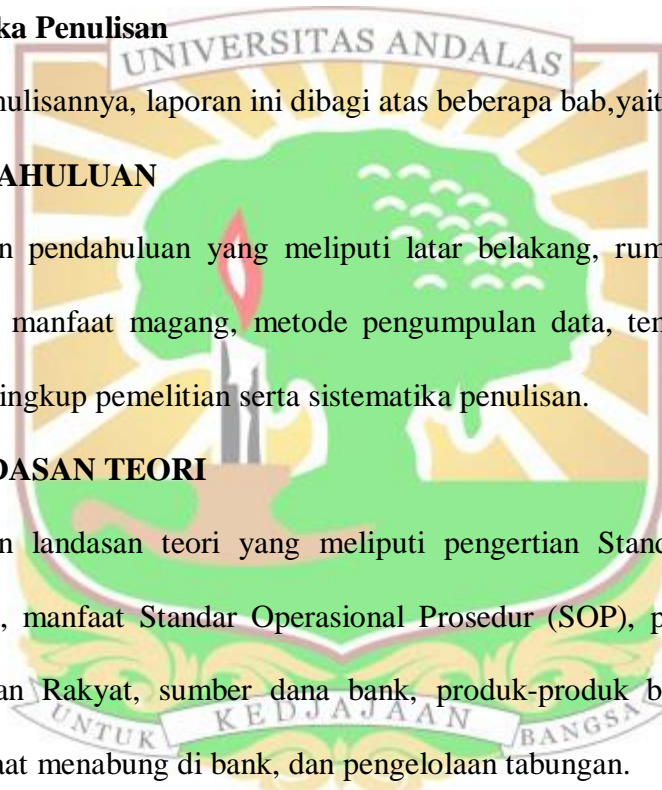 ka Penulisan
UNIVERSITAS ANDALAS
nulisannya, laporan ini dibagi atas beberapa bab,yait
AHULUAN
n pendahuluan yang meliputi latar belakang, rum
manfaat magang, metode pengumpulan data, tem
ingkup pemelitian serta sistematika penulisan.
DASAN TEORI
n landasan teori yang meliputi pengertian Stand
, manfaat Standar Operasional Prosedur (SOP), p
an Rakyat, sumber dana bank, produk-produk b
UNTUK KEDJAJAAN BANGSA
aat menabung di bank, dan pengelolaan tabungan.